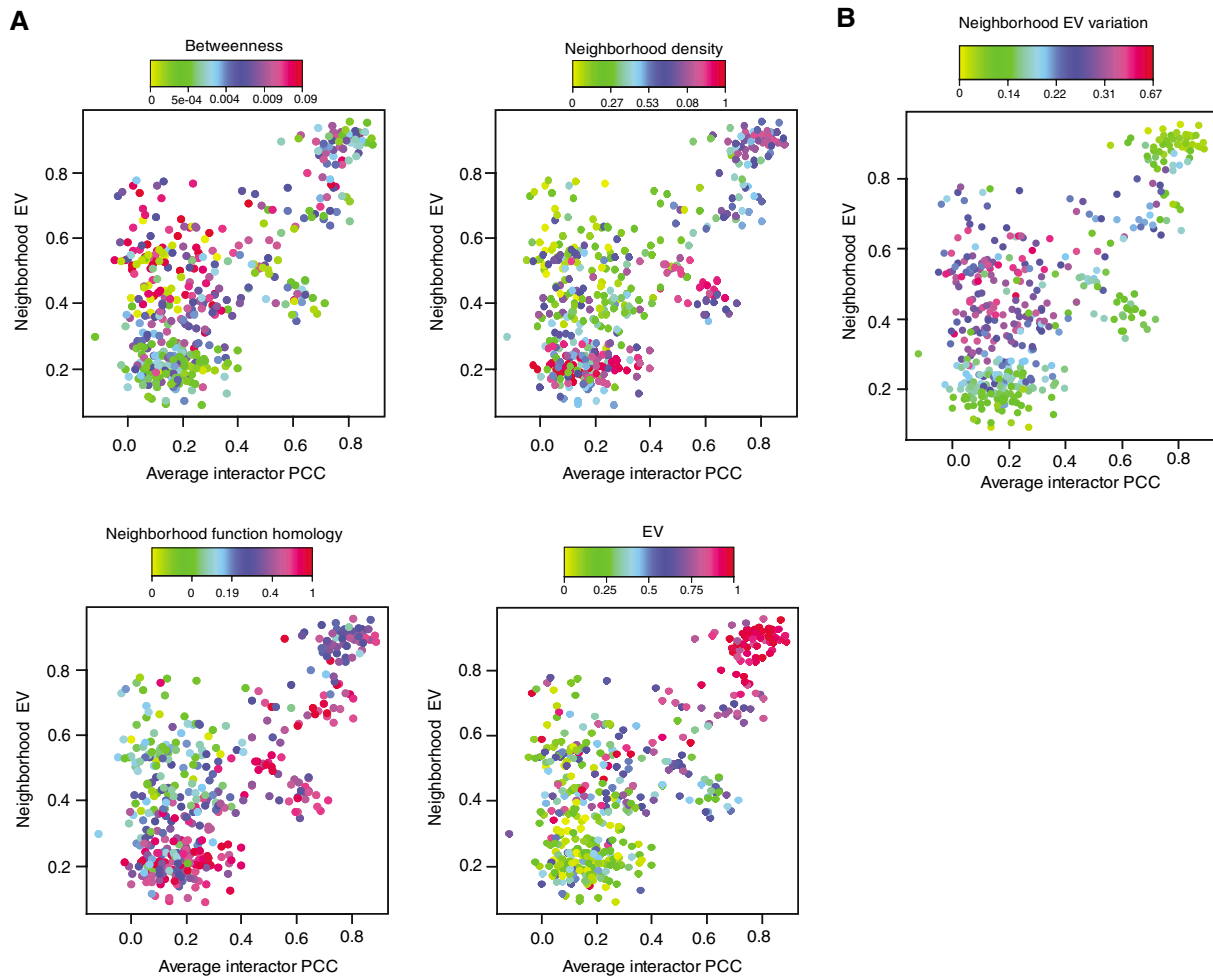 A
Betweenness
0 5e-04 0.004 0.009 0.09
Neighborhood EV
0.8
0.6
0.4
0.2
0.0 0.2 0.4 0.6 0.8
Average interactor PCC
Neighborhood density
0 0.27 0.53 0.08 1
Neighborhood EV
0.8
0.6
0.4
0.2
0.0 0.2 0.4 0.6 0.8
Average interactor PCC
B
Neighborhood EV variation
0 0.14 0.22 0.31 0.67
Neighborhood EV
0.8
0.6
0.4
0.2
0.0 0.2 0.4 0.6 0.8
Average interactor PCC
Neighborhood function homology
0 0 0.19 0.4 1
Neighborhood EV
0.8
0.6
0.4
0.2
0.0 0.2 0.4 0.6 0.8
Average interactor PCC
EV
0 0.25 0.5 0.75 1
Neighborhood EV
0.8
0.6
0.4
0.2
0.0 0.2 0.4 0.6 0.8
Average interactor PCC